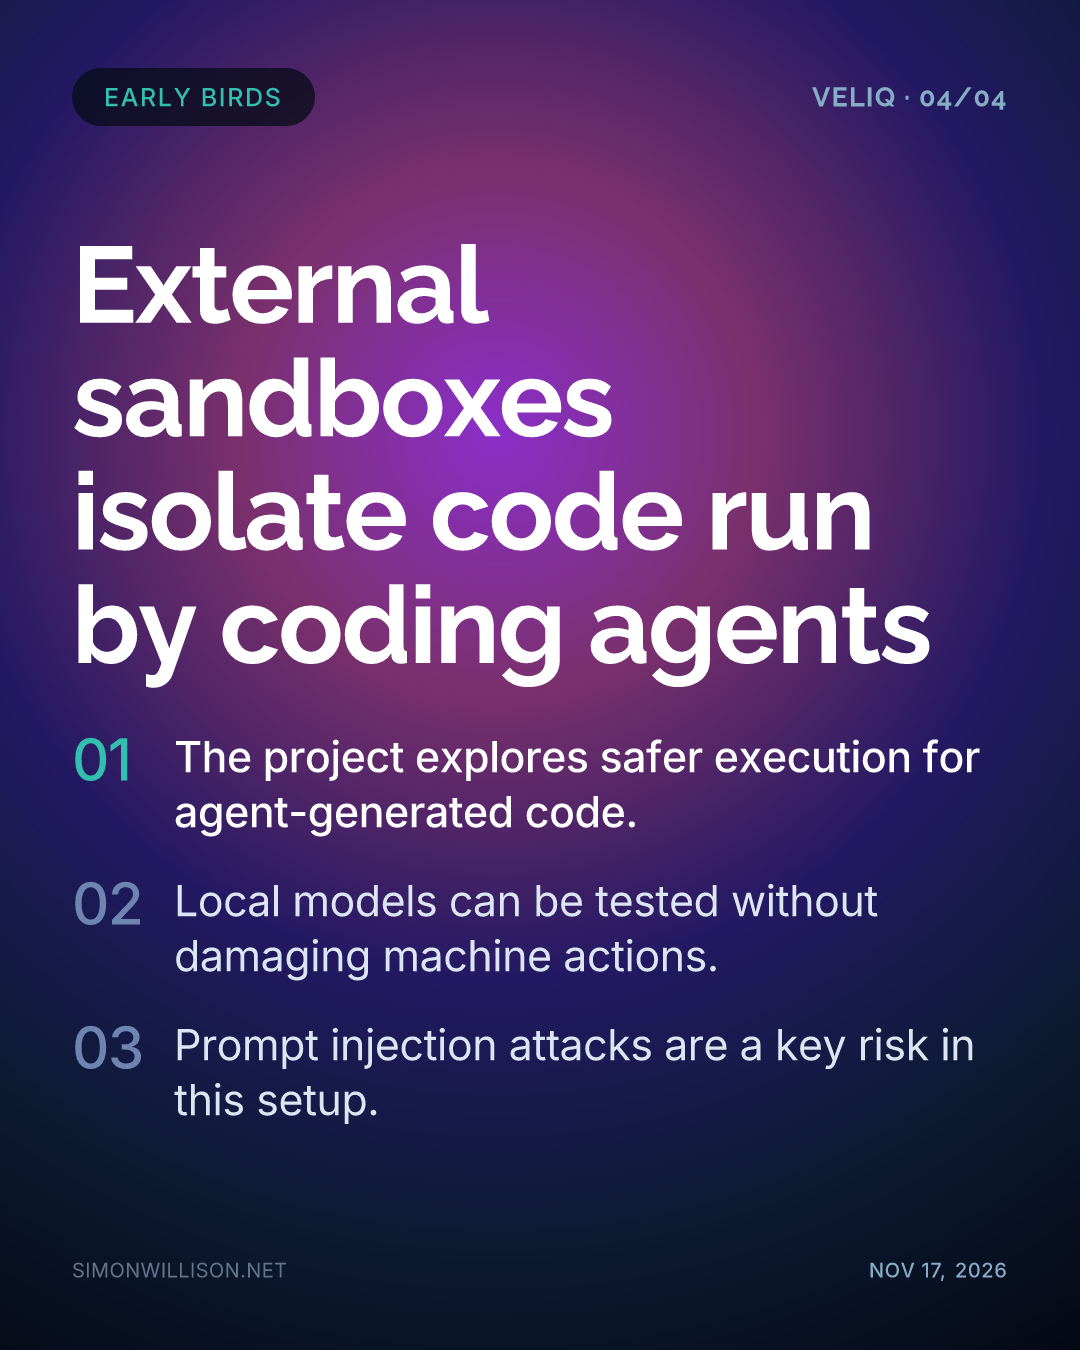 EARLY BIRDS
VELIQ · 04/04
External
sandboxes
isolate code run
by coding agents
01 The project explores safer execution for
agent-generated code.
02 Local models can be tested without
damaging machine actions.
03 Prompt injection attacks are a key risk in
this setup.
SIMONWILLISON.NET
NOV 17, 2026